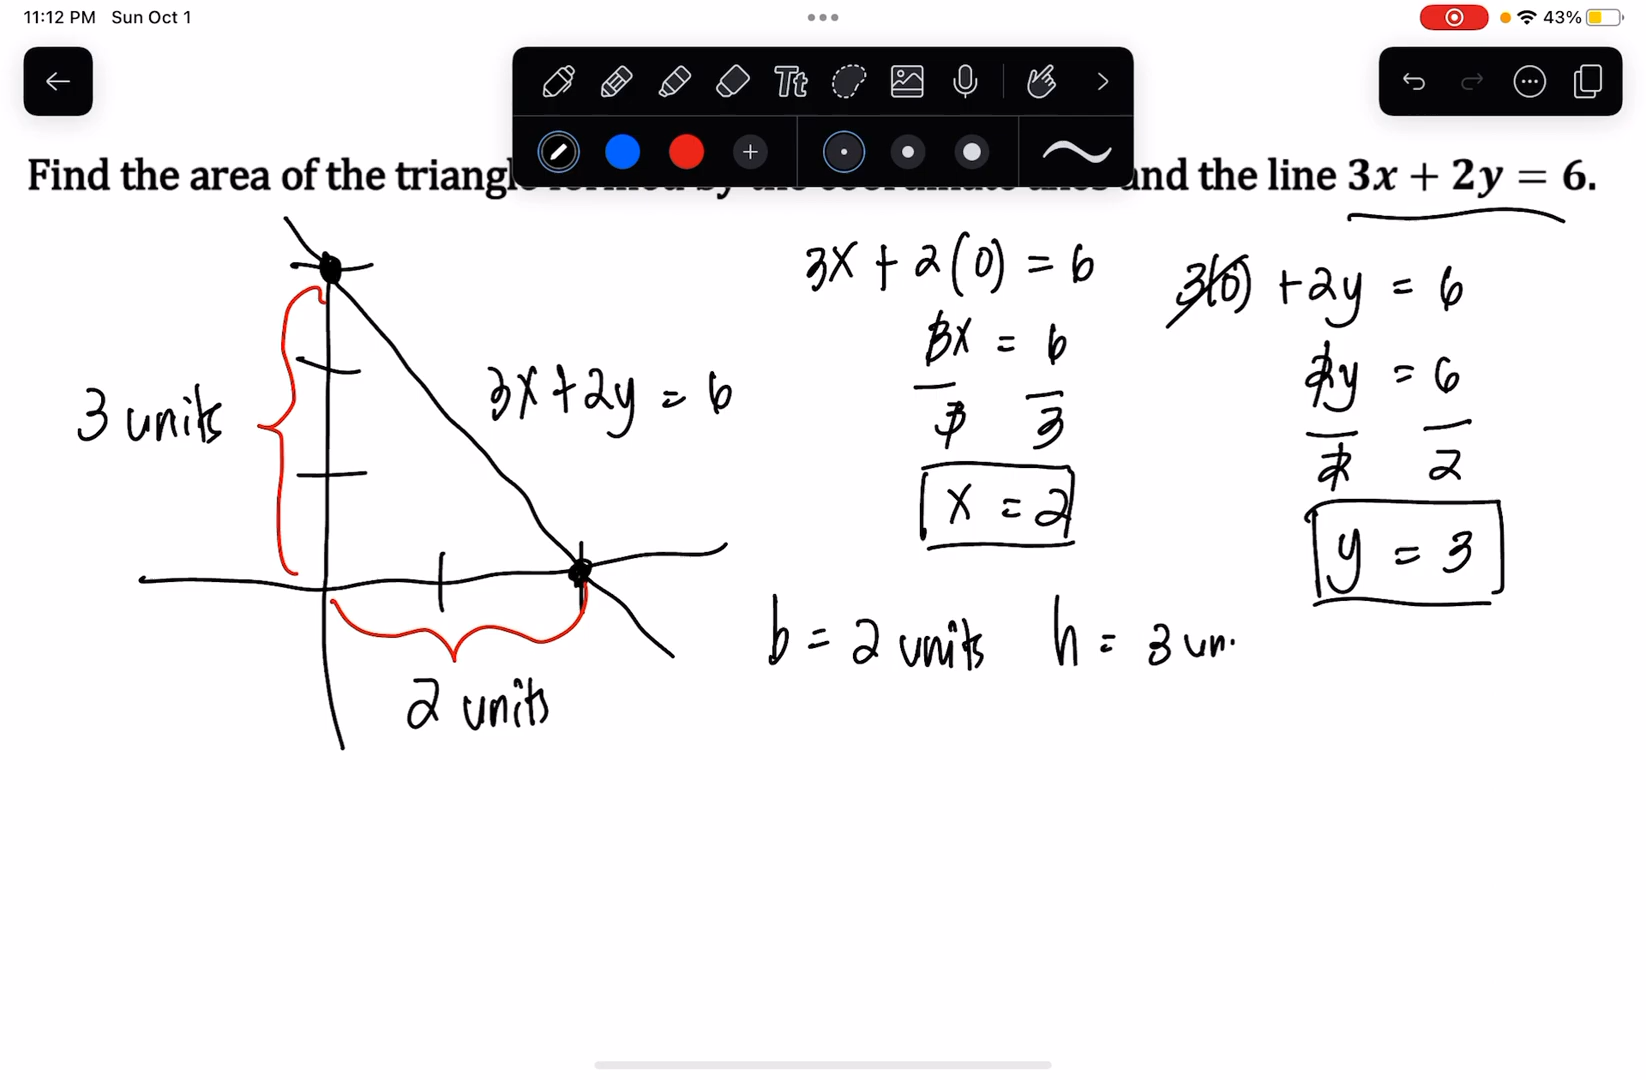 11:12 PM Sun Oct 1
43%
Tt
Find the area of the and the line 3x + 2y = 6.
3x + 2(0) = 6
3x = 6
3 3
x = 2
3(0) + 2y = 6
2y = 6
2 2
y = 3
3x + 2y = 6
3 units
2 units
b = 2 units h = 3 un